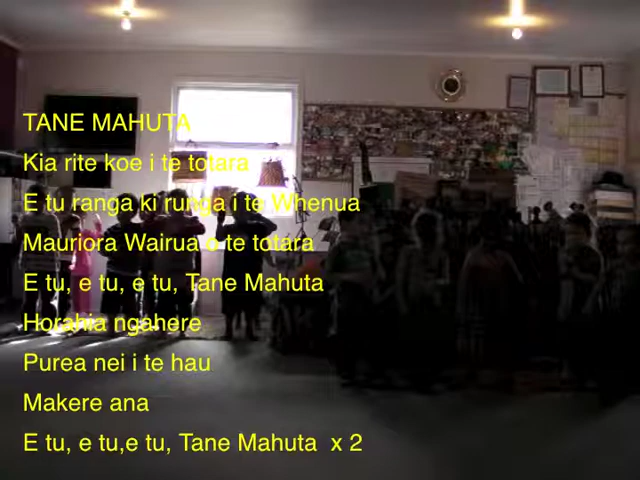 TANE MAHUTA
Kia rite koe i te totara
E tu ranga ki runga i te Whenua
Mauriora Wairua o te totara
E tu, e tu, e tu, Tane Mahuta
Horahia ngahere
Purea nei i te hau
Makere ana
E tu, e tu,e tu, Tane Mahuta  x 2